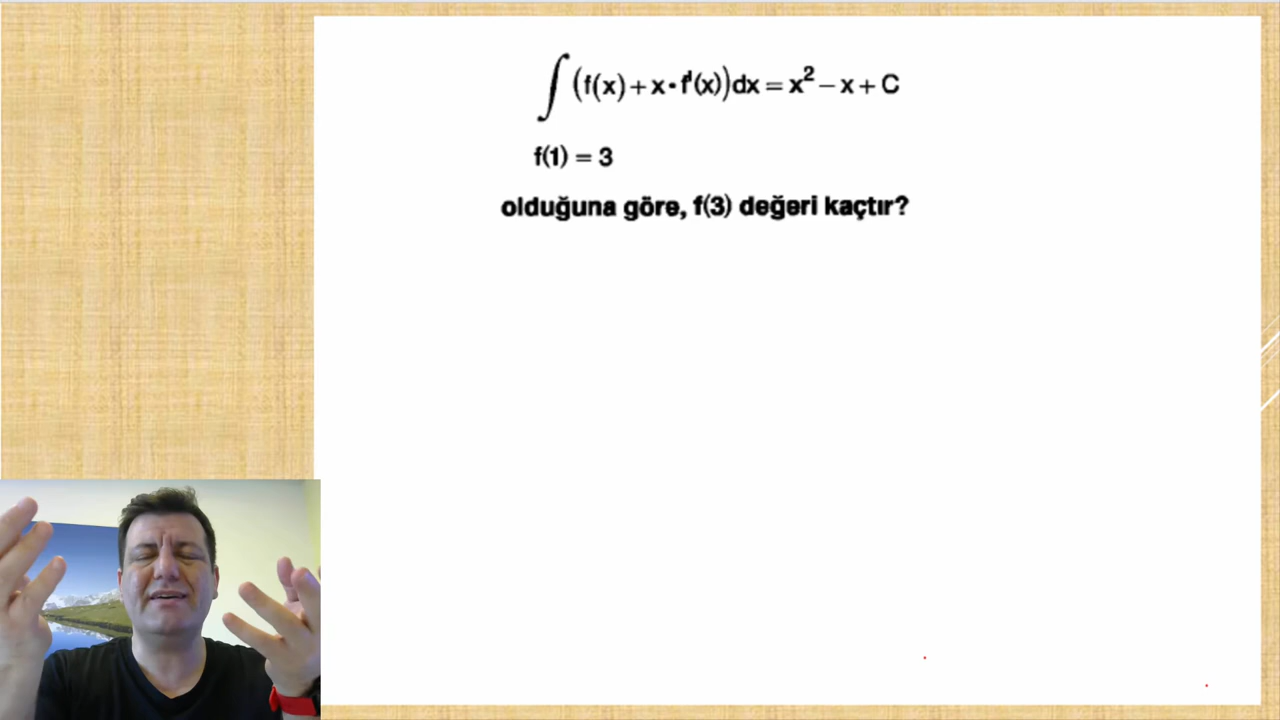 ∫(f(x)+x•f'(x))dx=x²−x+C
f(1) = 3
olduğuna göre, f(3) değeri kaçtır?